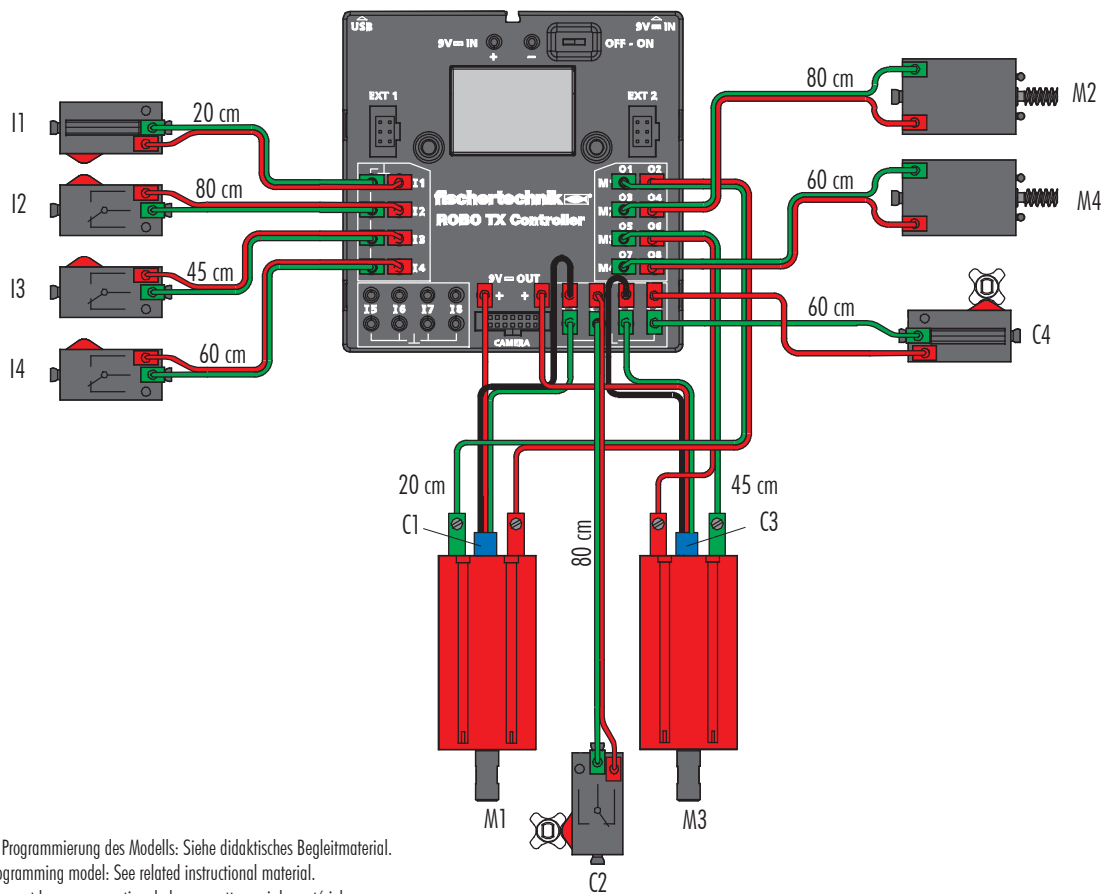 USB
9V⎓IN
9V⎓IN
+
−
OFF - ON
EXT 1
EXT 2
I1
20 cm
I2
80 cm
I3
45 cm
I4
60 cm
80 cm
M2
60 cm
M4
60 cm
C4
I1
I2
I3
I4
O1 O2
M1
O3 O4
M2
O5 O6
M3
O7 O8
M4
fischertechnik
ROBO TX Controller
9V⎓OUT
+
+
I5 I6 I7 I8
CAMERA
20 cm
C1
80 cm
45 cm
C3
M1
M3
C2
Programmierung des Modells: Siehe didaktisches Begleitmaterial.
ogramming model: See related instructional material.